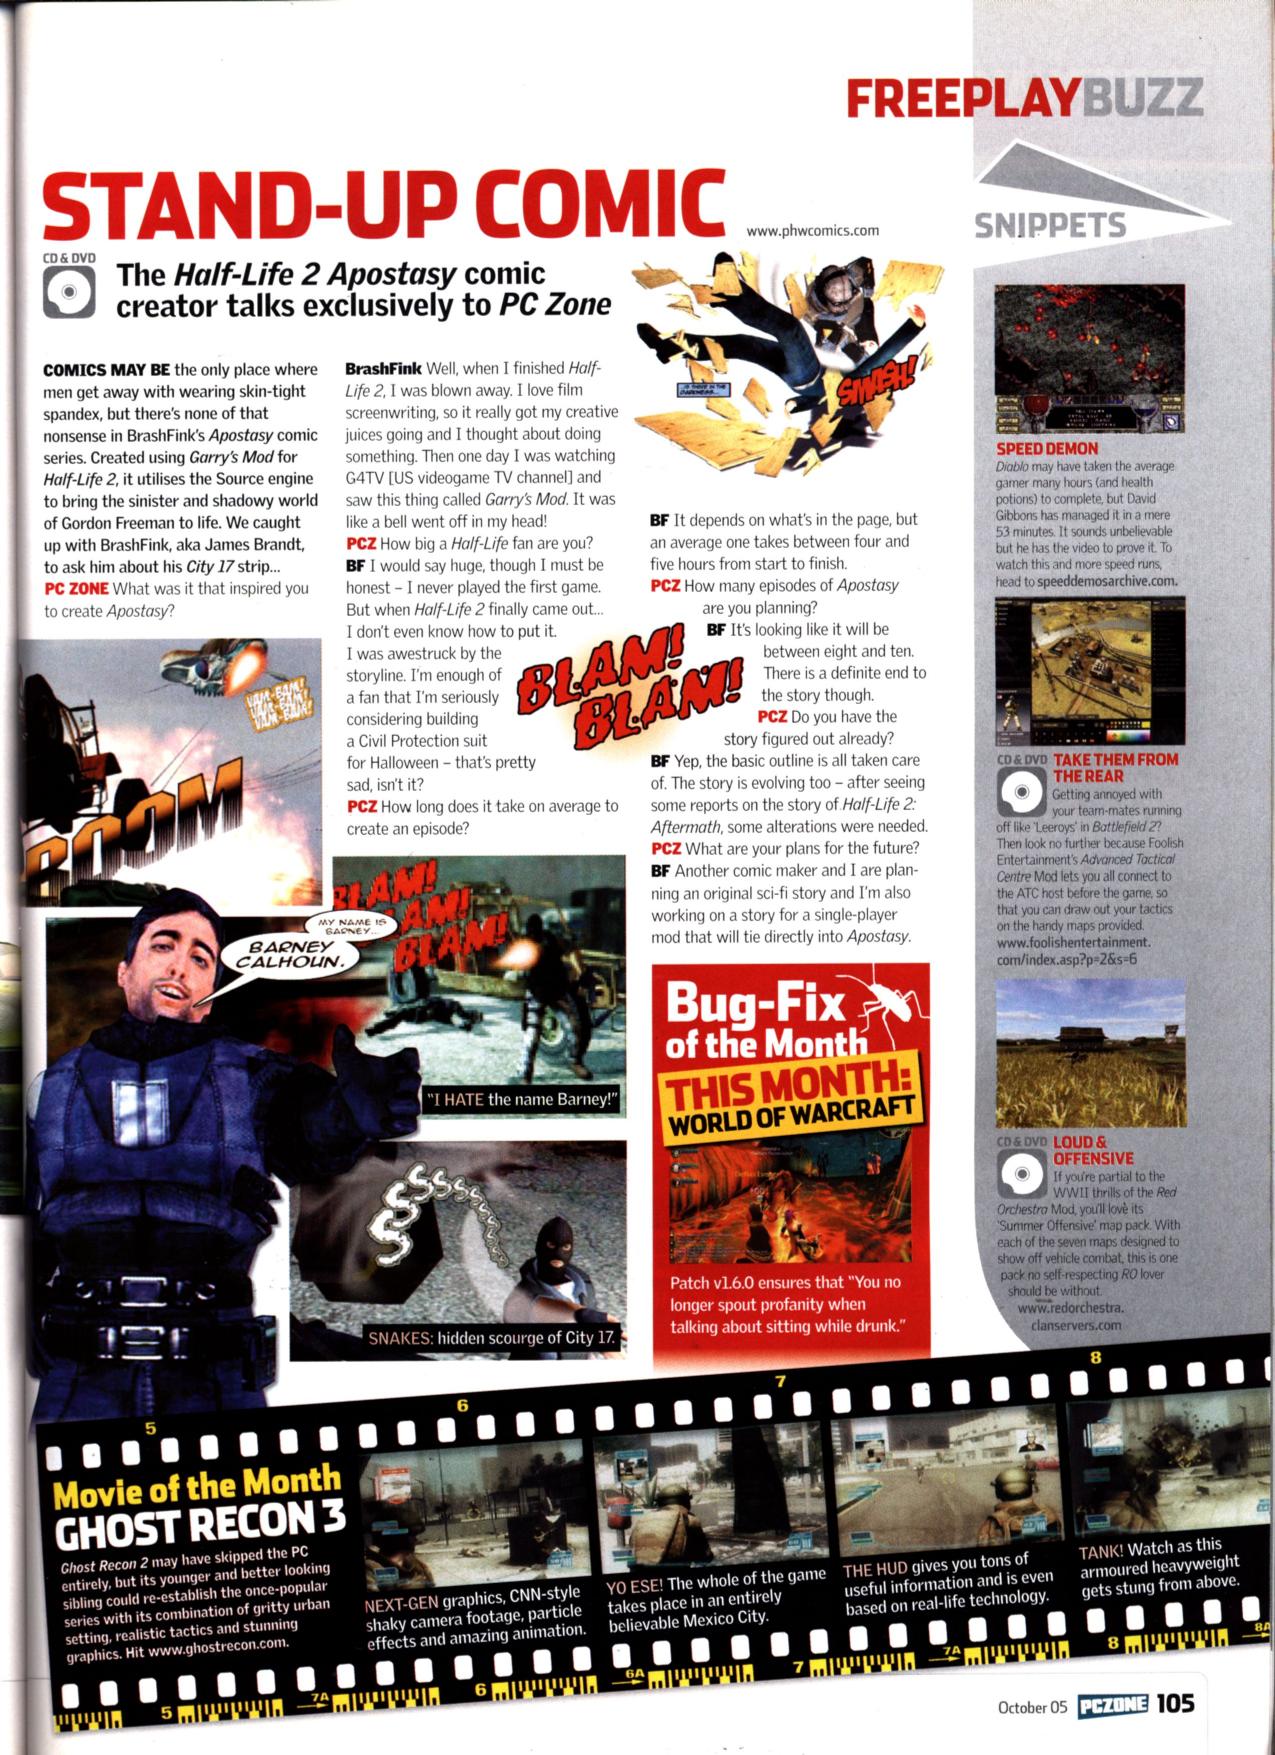 FREEPLAYBUZZ
STAND-UP COMIC
www.phwcomics.com
CD & DVD
The Half-Life 2 Apostasy comic
creator talks exclusively to PC Zone
COMICS MAY BE the only place where
men get away with wearing skin-tight
spandex, but there's none of that
nonsense in BrashFink's Apostasy comic
series. Created using Garry's Mod for
Half-Life 2, it utilises the Source engine
to bring the sinister and shadowy world
of Gordon Freeman to life. We caught
up with BrashFink, aka James Brandt,
to ask him about his City 17 strip...
PC ZONE What was it that inspired you
to create Apostasy?
VAM-BAM!
VAM-BAM!
VAM-BAM!
BOOM
BrashFink Well, when I finished Half-
Life 2, I was blown away. I love film
screenwriting, so it really got my creative
juices going and I thought about doing
something. Then one day I was watching
G4TV [US videogame TV channel] and
saw this thing called Garry's Mod. It was
like a bell went off in my head!
PCZ How big a Half-Life fan are you?
BF I would say huge, though I must be
honest – I never played the first game.
But when Half-Life 2 finally came out...
I don't even know how to put it.
I was awestruck by the
storyline. I'm enough of
a fan that I'm seriously
considering building
a Civil Protection suit
for Halloween – that's pretty
sad, isn't it?
PCZ How long does it take on average to
create an episode?
BLAM!
BLAM!
...IS THERE IN THE
DARKNESS...
SMASH!
BF It depends on what's in the page, but
an average one takes between four and
five hours from start to finish.
PCZ How many episodes of Apostasy
are you planning?
BF It's looking like it will be
between eight and ten.
There is a definite end to
the story though.
PCZ Do you have the
story figured out already?
BF Yep, the basic outline is all taken care
of. The story is evolving too – after seeing
some reports on the story of Half-Life 2:
Aftermath, some alterations were needed.
PCZ What are your plans for the future?
BF Another comic maker and I are plan-
ning an original sci-fi story and I'm also
working on a story for a single-player
mod that will tie directly into Apostasy.
BLAM!
BLAM!
BLAM!
MY NAME IS
BARNEY...
BARNEY
CALHOUN.
"I HATE the name Barney!"
SSSSSSSSSSSS
SNAKES: hidden scourge of City 17.
Bug-Fix
of the Month
THIS MONTH:
WORLD OF WARCRAFT
Patch v1.6.0 ensures that "You no
longer spout profanity when
talking about sitting while drunk."
SNIPPETS
SPEED DEMON
Diablo may have taken the average
gamer many hours (and health
potions) to complete, but David
Gibbons has managed it in a mere
53 minutes. It sounds unbelievable
but he has the video to prove it. To
watch this and more speed runs,
head to speeddemosarchive.com.
CD & DVD TAKE THEM FROM
THE REAR
Getting annoyed with
your team-mates running
off like 'Leeroys' in Battlefield 2?
Then look no further because Foolish
Entertainment's Advanced Tactical
Centre Mod lets you all connect to
the ATC host before the game, so
that you can draw out your tactics
on the handy maps provided.
www.foolishentertainment.
com/index.asp?p=2&s=6
CD & DVD LOUD &
OFFENSIVE
If you're partial to the
WWII thrills of the Red
Orchestra Mod, you'll love its
'Summer Offensive' map pack. With
each of the seven maps designed to
show off vehicle combat, this is one
pack no self-respecting RO lover
should be without.
www.redorchestra.
clanservers.com
5
6
7
8
Movie of the Month
GHOST RECON 3
Ghost Recon 2 may have skipped the PC
entirely, but its younger and better looking
sibling could re-establish the once-popular
series with its combination of gritty urban
setting, realistic tactics and stunning
graphics. Hit www.ghostrecon.com.
NEXT-GEN graphics, CNN-style
shaky camera footage, particle
effects and amazing animation.
YO ESE! The whole of the game
takes place in an entirely
believable Mexico City.
THE HUD gives you tons of
useful information and is even
based on real-life technology.
TANK! Watch as this
armoured heavyweight
gets stung from above.
5
7A
6
6A
7
7A
8
8A
October 05 PCZONE 105